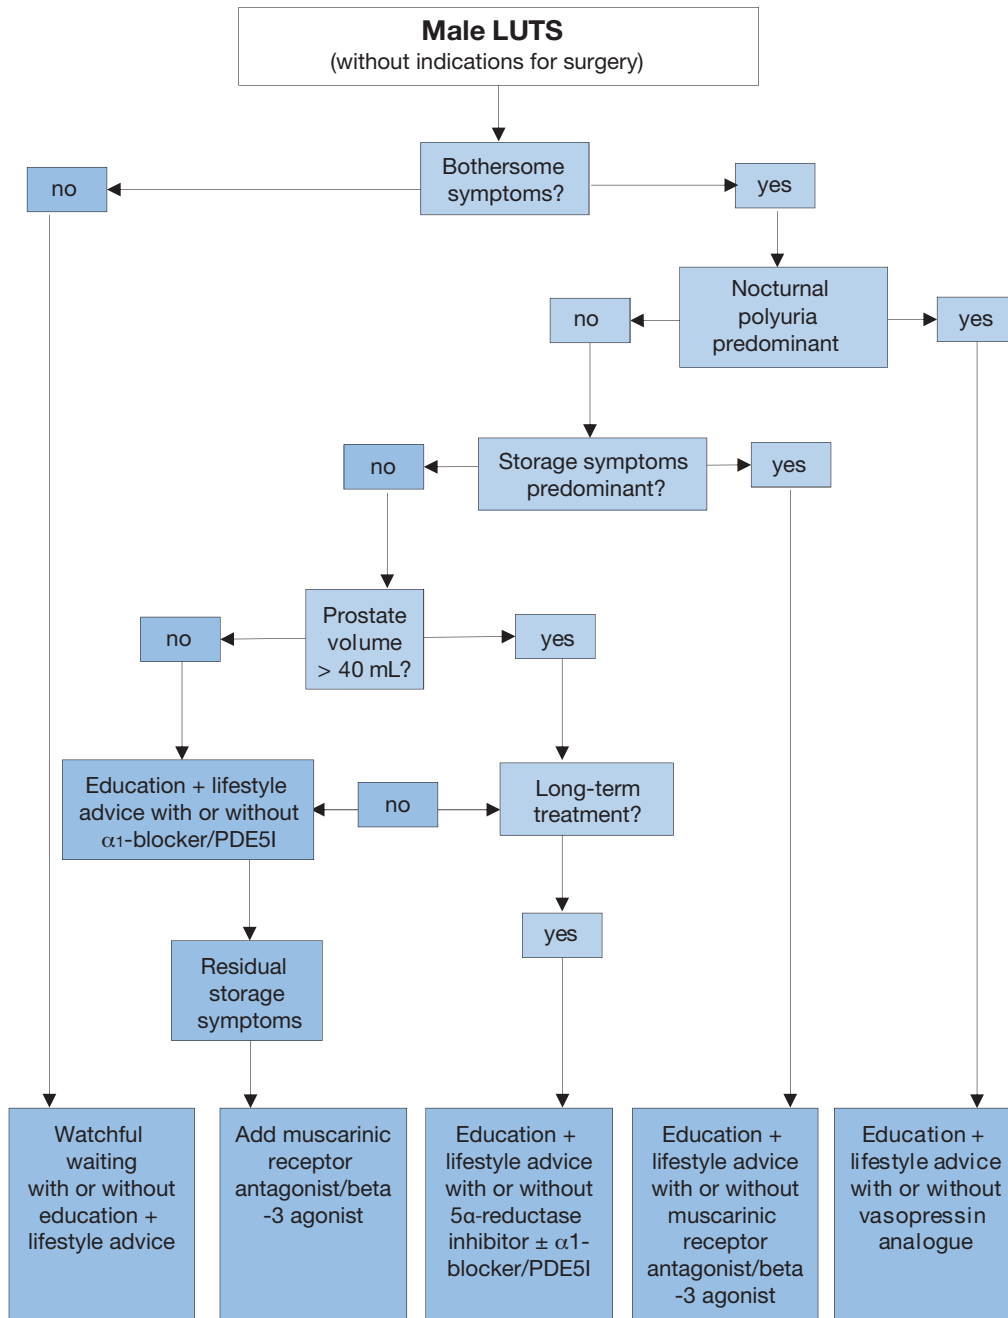 Male LUTS
(without indications for surgery)
Bothersome
symptoms?
no
yes
Nocturnal
polyuria
predominant
no
yes
Storage symptoms
predominant?
no
yes
Prostate
volume
> 40 mL?
no
yes
Education + lifestyle
advice with or without
α1-blocker/PDE5I
no
Long-term
treatment?
yes
Residual
storage
symptoms
Watchful
waiting
with or without
education +
lifestyle advice
Add muscarinic
receptor
antagonist/beta
-3 agonist
Education +
lifestyle advice
with or without
5α-reductase
inhibitor ± α1-
blocker/PDE5I
Education +
lifestyle advice
with or without
muscarinic
receptor
antagonist/beta
-3 agonist
Education +
lifestyle advice
with or without
vasopressin
analogue